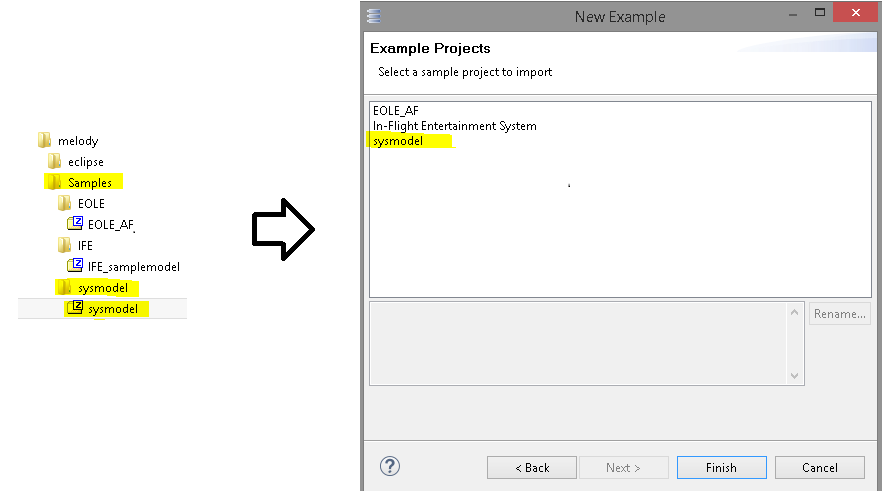 melody
eclipse
Samples
EOLE
EOLE_AF
IFE
IFE_samplemodel
sysmodel
sysmodel
New Example
Example Projects
Select a sample project to import
EOLE_AF
In-Flight Entertainment System
sysmodel
Rename...
?
< Back
Next >
Finish
Cancel